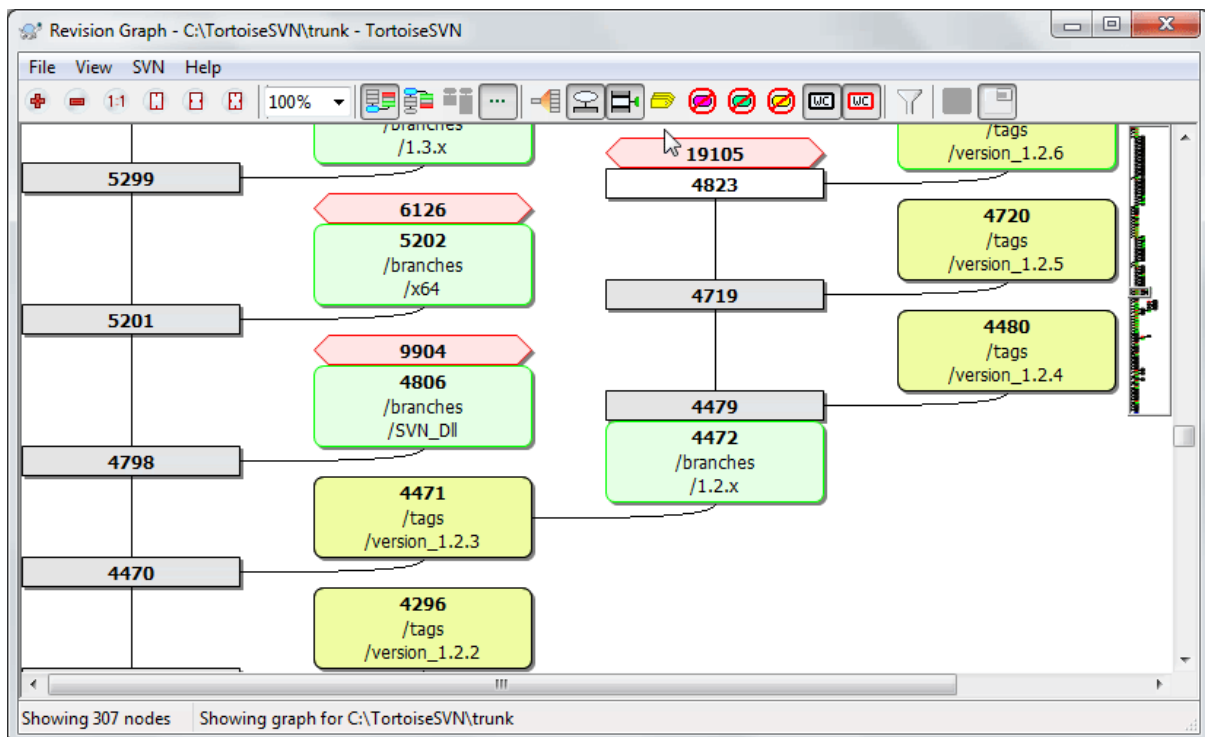 Revision Graph - C:\TortoiseSVN\trunk - TortoiseSVN
File View SVN Help
1:1 100% ... WC WC
/branches
/1.3.x
5299
6126
5202
/branches
/x64
5201
9904
4806
/branches
/SVN_Dll
4798
4471
/tags
/version_1.2.3
4470
4296
/tags
/version_1.2.2
19105
4823
4719
4479
4472
/branches
/1.2.x
/tags
/version_1.2.6
4720
/tags
/version_1.2.5
4480
/tags
/version_1.2.4
Showing 307 nodes Showing graph for C:\TortoiseSVN\trunk